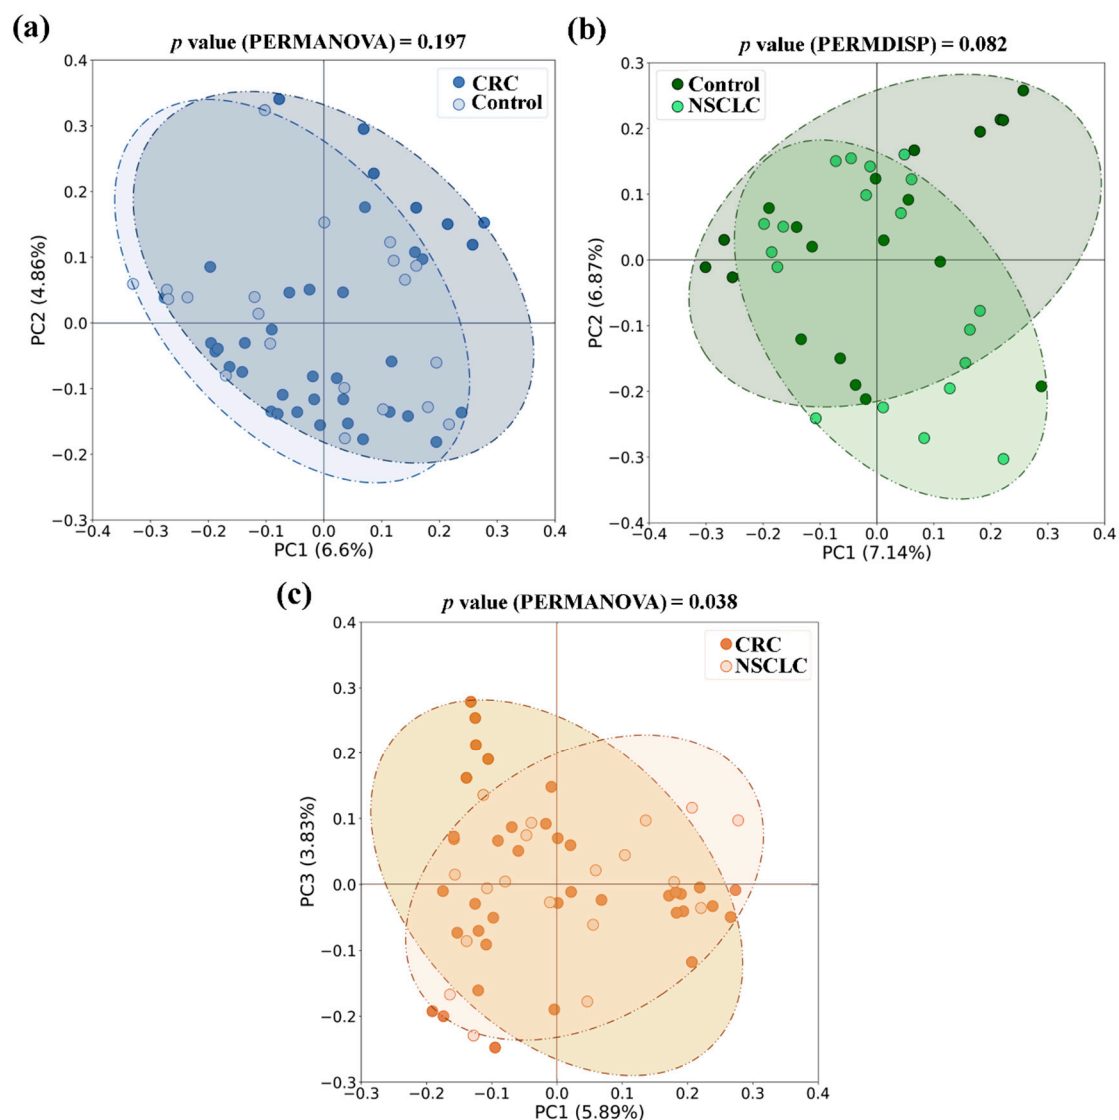 (a)
p value (PERMANOVA) = 0.197
CRC
Control
0.4
0.3
0.2
0.1
0.0
−0.1
−0.2
−0.3
PC2 (4.86%)
−0.4 −0.3 −0.2 −0.1 0.0 0.1 0.2 0.3 0.4
PC1 (6.6%)
(b)
p value (PERMDISP) = 0.082
Control
NSCLC
0.3
0.2
0.1
0.0
−0.1
−0.2
−0.3
−0.4
PC2 (6.87%)
−0.4 −0.3 −0.2 −0.1 0.0 0.1 0.2 0.3 0.4
PC1 (7.14%)
(c)
p value (PERMANOVA) = 0.038
CRC
NSCLC
0.4
0.3
0.2
0.1
0.0
−0.1
−0.2
−0.3
PC3 (3.83%)
−0.3 −0.2 −0.1 0.0 0.1 0.2 0.3 0.4
PC1 (5.89%)